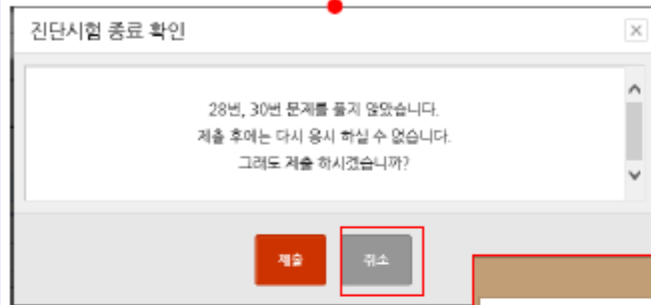 진단시험 종료 확인
28번, 30번 문제를 풀지 않았습니다.
제출 후에는 다시 응시 하실 수 없습니다.
그래도 제출 하시겠습니까?
제출
취소